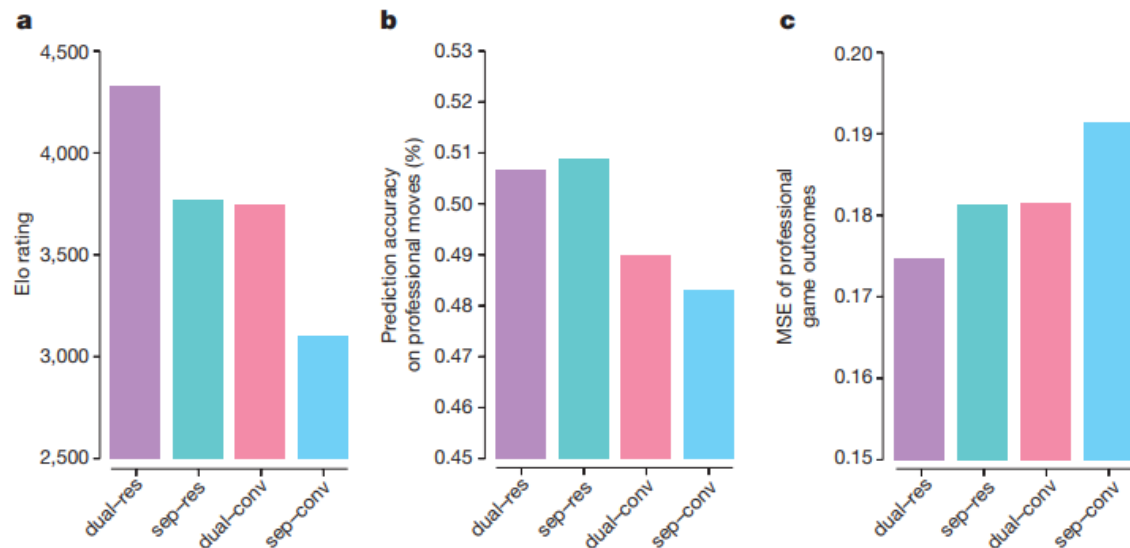 a
Elo rating
4,500
4,000
3,500
3,000
2,500
dual–res
sep–res
dual–conv
sep–conv
b
Prediction accuracy
on professional moves (%)
0.53
0.52
0.51
0.50
0.49
0.48
0.47
0.46
0.45
dual–res
sep–res
dual–conv
sep–conv
c
MSE of professional
game outcomes
0.20
0.19
0.18
0.17
0.16
0.15
dual–res
sep–res
dual–conv
sep–conv